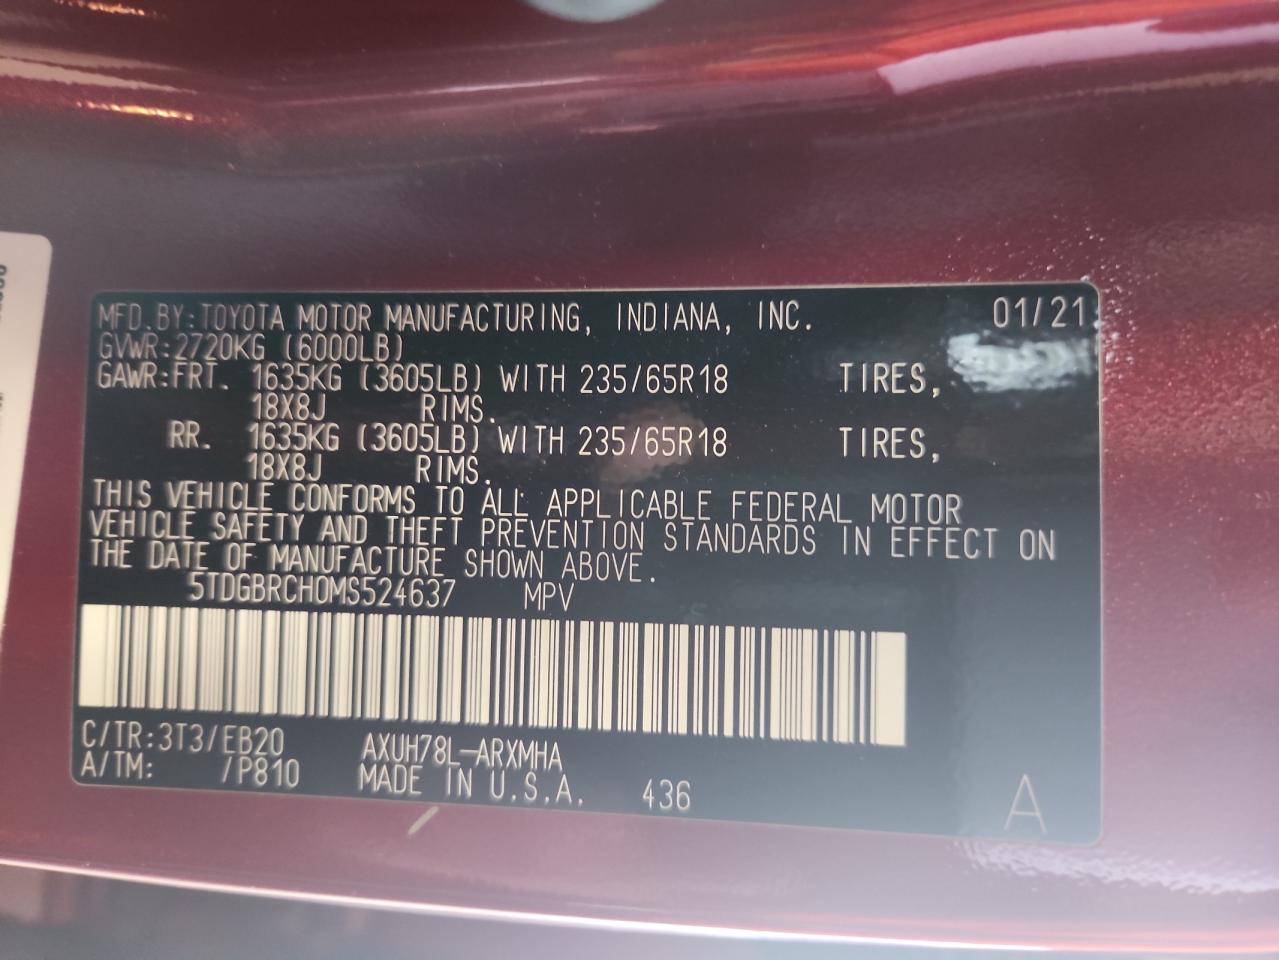 MFD.BY:TOYOTA MOTOR MANUFACTURING, INDIANA, INC. 01/21
GVWR:2720KG (6000LB)
GAWR:FRT. 1635KG (3605LB) WITH 235/65R18 TIRES,
18X8J RIMS.
RR. 1635KG (3605LB) WITH 235/65R18 TIRES,
18X8J RIMS.
THIS VEHICLE CONFORMS TO ALL APPLICABLE FEDERAL MOTOR
VEHICLE SAFETY AND THEFT PREVENTION STANDARDS IN EFFECT ON
THE DATE OF MANUFACTURE SHOWN ABOVE.
5TDGBRCH0MS524637 MPV
C/TR:3T3/EB20 AXUH78L-ARXMHA
A/TM: /P810 MADE IN U.S.A. 436 A